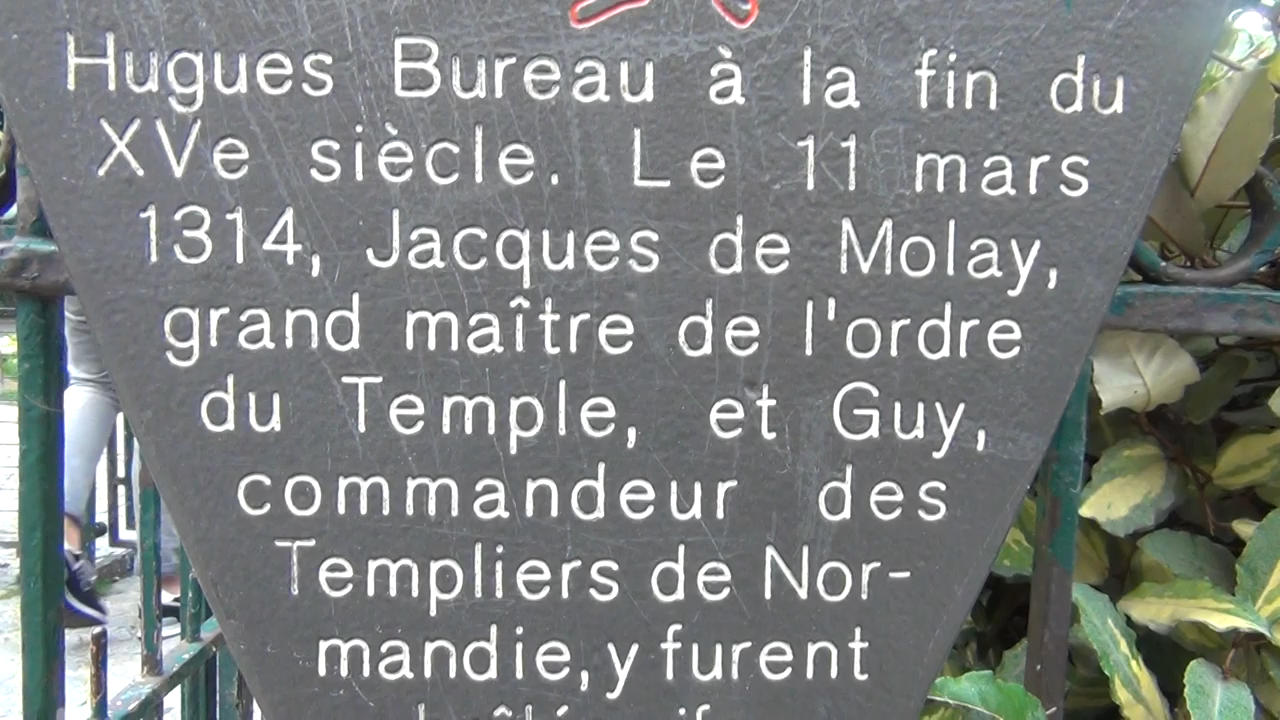 Hugues Bureau à la fin du
XVe siècle. Le 11 mars
1314, Jacques de Molay,
grand maître de l'ordre
du Temple, et Guy,
commandeur des
Templiers de Nor-
mandie, y furent